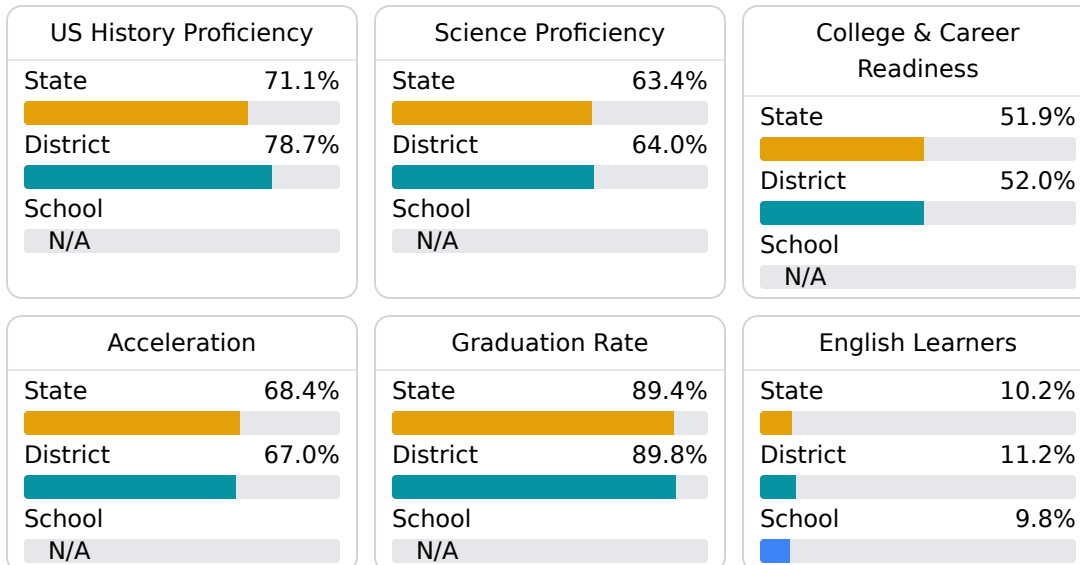 US History Proficiency
State 71.1%
District 78.7%
School
N/A
Science Proficiency
State 63.4%
District 64.0%
School
N/A
College & Career
Readiness
State 51.9%
District 52.0%
School
N/A
Acceleration
State 68.4%
District 67.0%
School
N/A
Graduation Rate
State 89.4%
District 89.8%
School
N/A
English Learners
State 10.2%
District 11.2%
School 9.8%